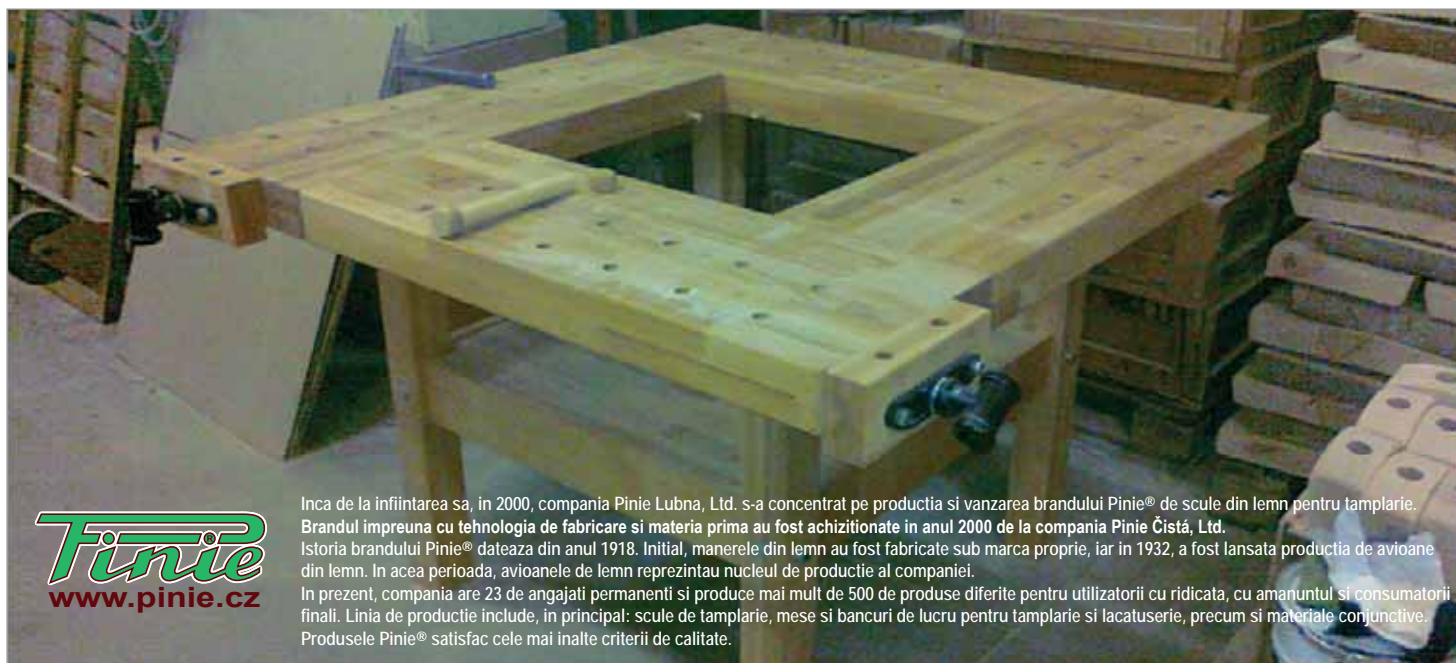 Pinie
www.pinie.cz
Inca de la infiintarea sa, in 2000, compania Pinie Lubna, Ltd. s-a concentrat pe productia si vanzarea brandului Pinie® de scule din lemn pentru tamplarie.
Brandul impreuna cu tehnologia de fabricare si materia prima au fost achizitionate in anul 2000 de la compania Pinie Čistá, Ltd.
Istoria brandului Pinie® dateaza din anul 1918. Initial, manerele din lemn au fost fabricate sub marca proprie, iar in 1932, a fost lansata productia de avioane
din lemn. In acea perioada, avioanele de lemn reprezintau nucleul de productie al companiei.
In prezent, compania are 23 de angajati permanenti si produce mai mult de 500 de produse diferite pentru utilizatorii cu ridicata, cu amanuntul si consumatorii
finali. Linia de productie include, in principal: scule de tamplarie, mese si bancuri de lucru pentru tamplarie si lacatuserie, precum si materiale conjunctive.
Produsele Pinie® satisfac cele mai inalte criterii de calitate.